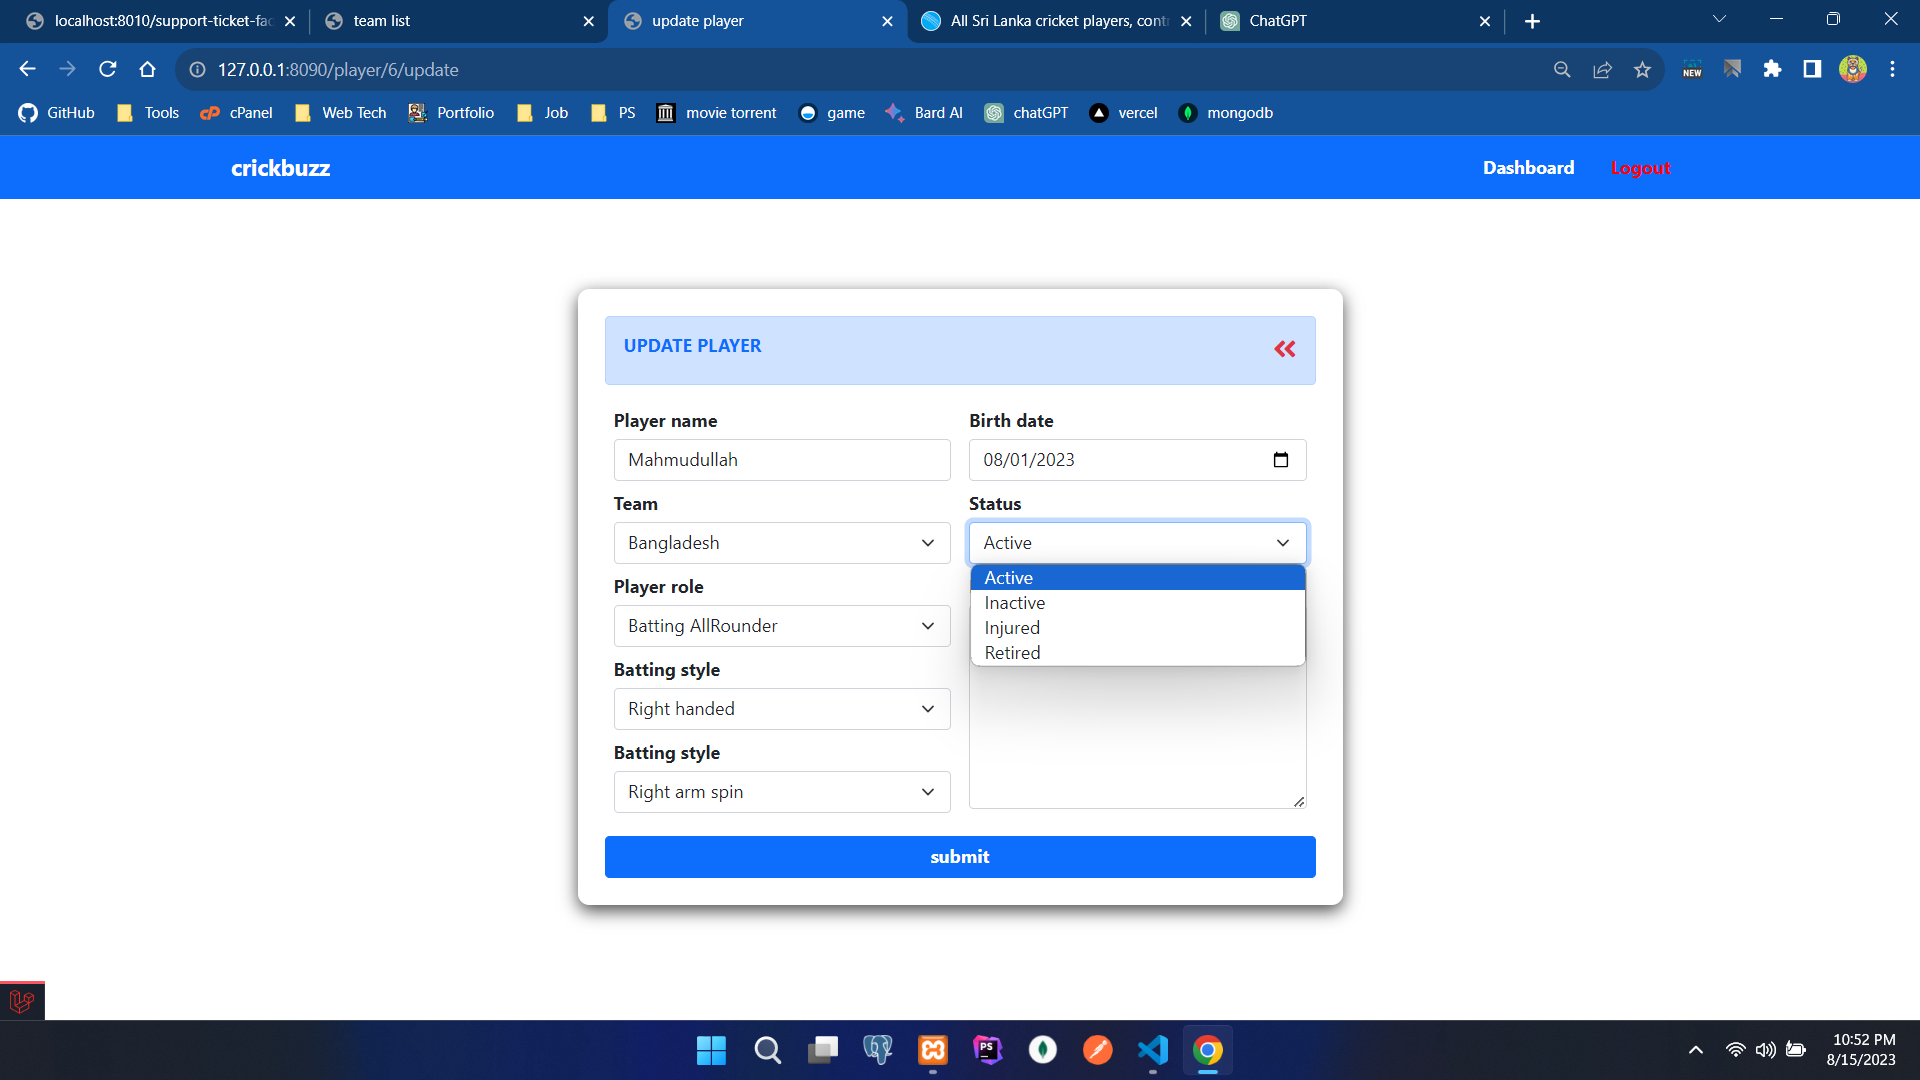 localhost:8010/support-ticket-fac
team list
update player
All Sri Lanka cricket players, contr
ChatGPT
127.0.0.1:8090/player/6/update
NEW
GitHub
Tools
cPanel
Web Tech
Portfolio
Job
PS
movie torrent
game
Bard AI
chatGPT
vercel
mongodb
crickbuzz
Dashboard
Logout
UPDATE PLAYER
Player name
Birth date
Mahmudullah
08/01/2023
Team
Status
Bangladesh
Active
Active
Inactive
Injured
Retired
Player role
Batting AllRounder
Batting style
Right handed
Batting style
Right arm spin
submit
PS
10:52 PM
8/15/2023